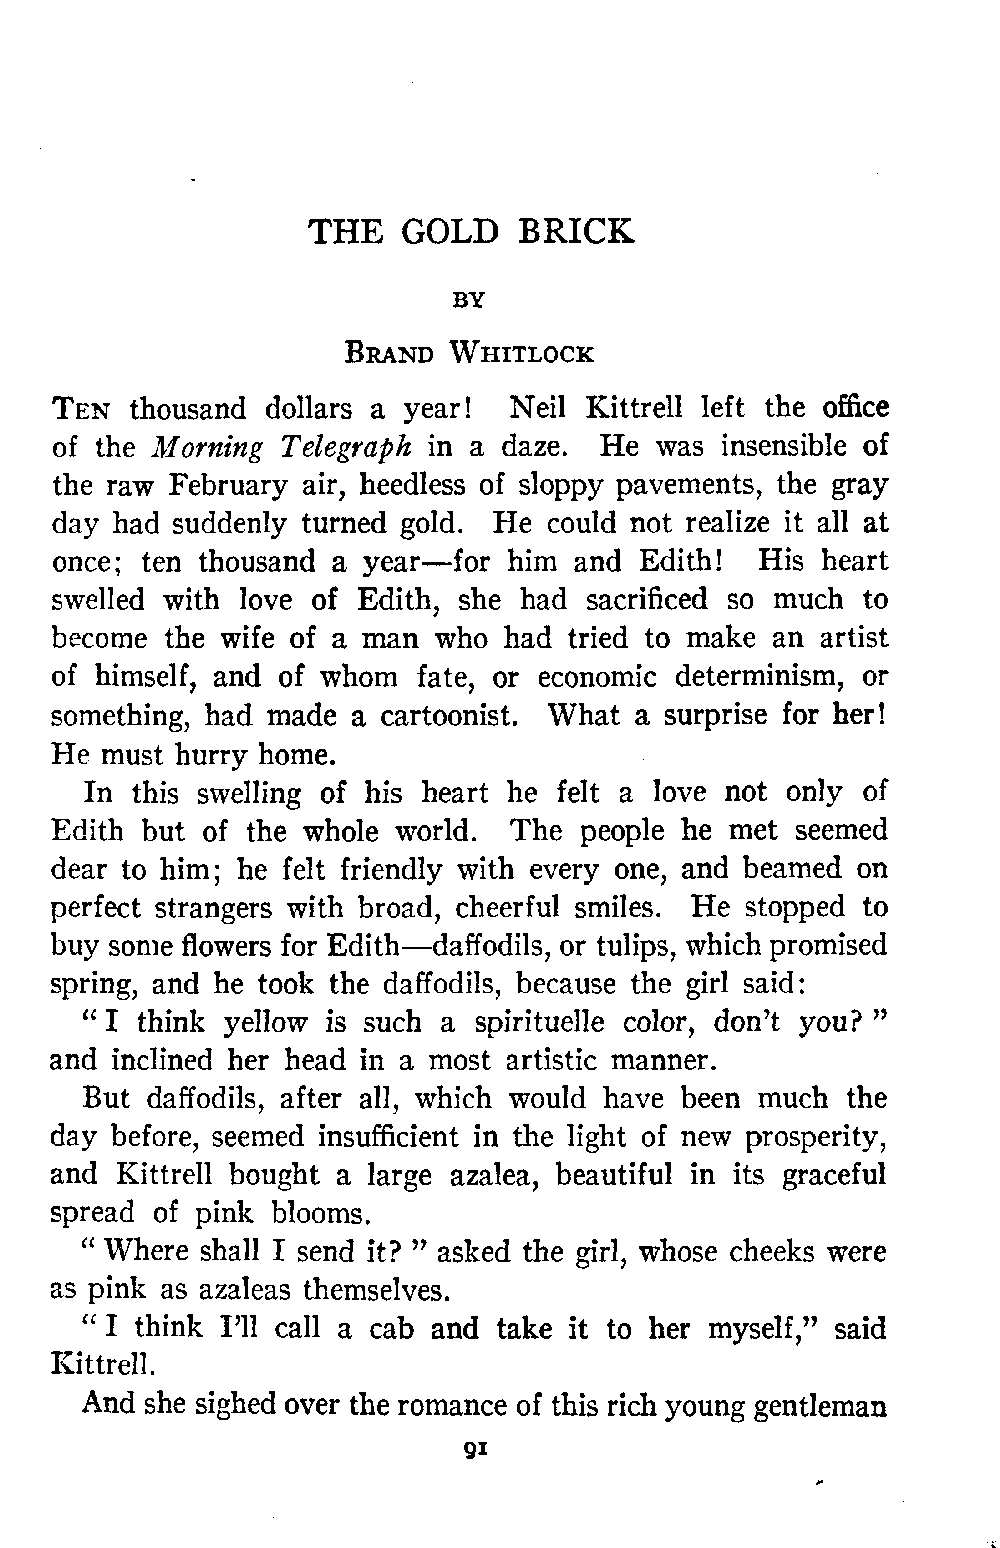 THE GOLD BRICK
BY
BRAND WHITLOCK
TEN thousand dollars a year! Neil Kittrell left the office
of the Morning Telegraph in a daze. He was insensible of
the raw February air, heedless of sloppy pavements, the gray
day had suddenly turned gold. He could not realize it all at
once; ten thousand a year—for him and Edith! His heart
swelled with love of Edith, she had sacrificed so much to
become the wife of a man who had tried to make an artist
of himself, and of whom fate, or economic determinism, or
something, had made a cartoonist. What a surprise for her!
He must hurry home.
In this swelling of his heart he felt a love not only of
Edith but of the whole world. The people he met seemed
dear to him; he felt friendly with every one, and beamed on
perfect strangers with broad, cheerful smiles. He stopped to
buy some flowers for Edith—daffodils, or tulips, which promised
spring, and he took the daffodils, because the girl said:
“ I think yellow is such a spirituelle color, don’t you? ”
and inclined her head in a most artistic manner.
But daffodils, after all, which would have been much the
day before, seemed insufficient in the light of new prosperity,
and Kittrell bought a large azalea, beautiful in its graceful
spread of pink blooms.
“ Where shall I send it? ” asked the girl, whose cheeks were
as pink as azaleas themselves.
“ I think I’ll call a cab and take it to her myself,” said
Kittrell.
And she sighed over the romance of this rich young gentleman
91